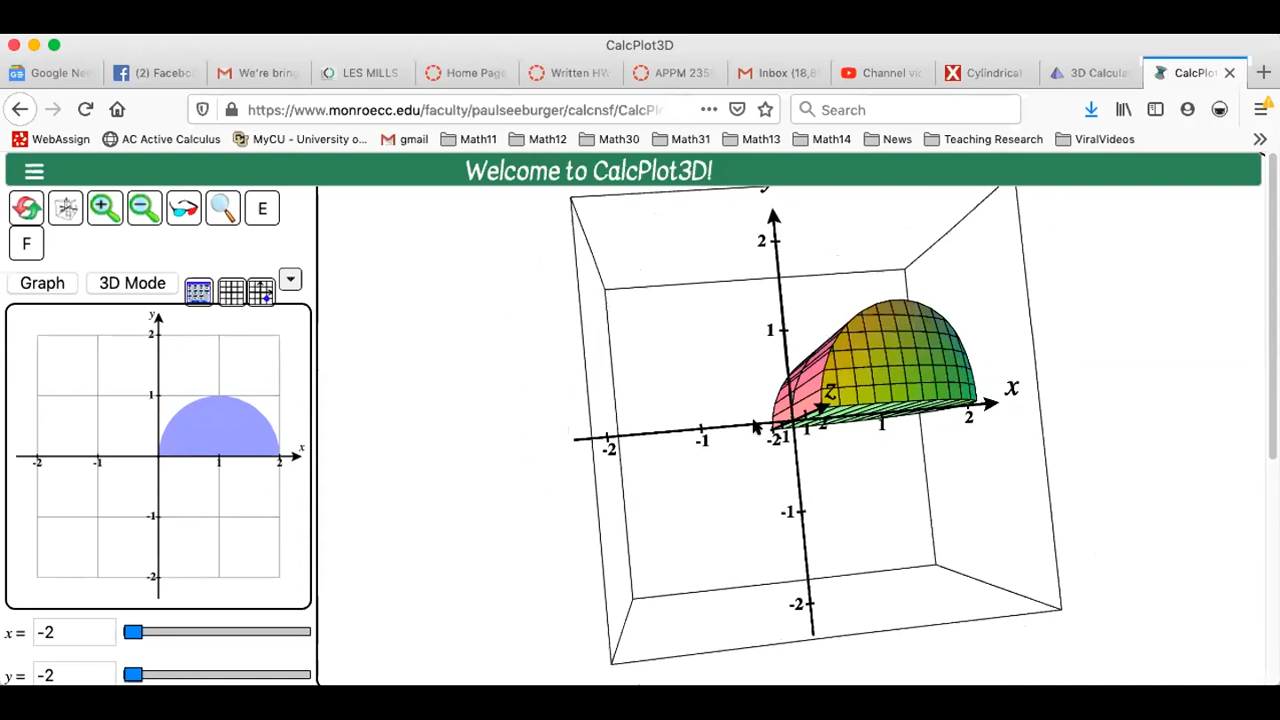 CalcPlot3D
Google Ne
(2) Faceboo
We're bring
LES MILLS
Home Page
Written HW
APPM 235
Inbox (18,8
Channel vi
Cylindrical
3D Calcula
CalcPlot
https://www.monroecc.edu/faculty/paulseeburger/calcnsf/CalcPl
Search
WebAssign
AC Active Calculus
MyCU - University o...
gmail
Math11
Math12
Math30
Math31
Math13
Math14
News
Teaching Research
ViralVideos
Welcome to CalcPlot3D!
E
F
Graph
3D Mode
y
2
1
-2
-1
1
2
x
-1
-2
x = -2
y = -2
2
1
z
x
-2
-1
-2
-1
1
2
1
2
-1
-2